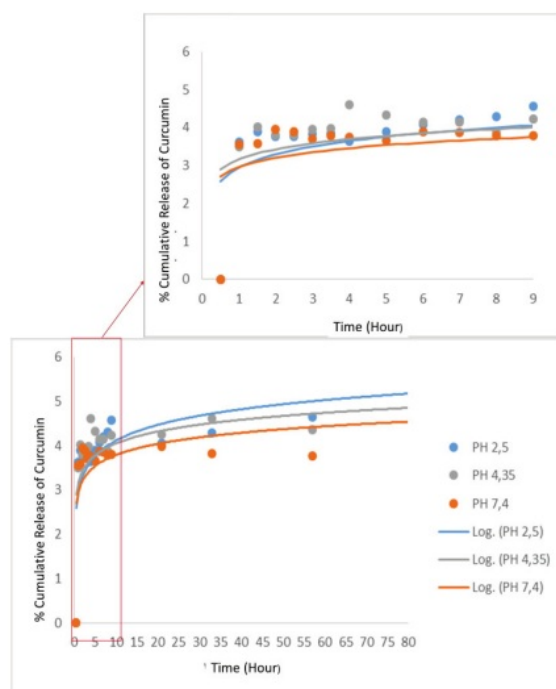 6
5
4
3
2
1
0
% Cumulative Release of Curcumin
0 1 2 3 4 5 6 7 8 9
Time (Hour)
6
5
4
3
2
1
0
% Cumulative Release of Curcumin
0 5 10 15 20 25 30 35 40 45 50 55 60 65 70 75 80
Time (Hour)
PH 2,5
PH 4,35
PH 7,4
Log. (PH 2,5)
Log. (PH 4,35)
Log. (PH 7,4)